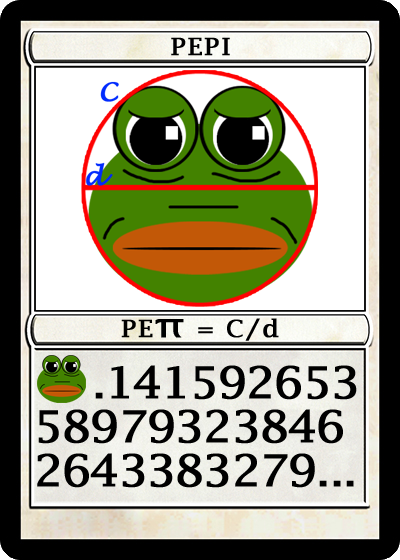 PEPI
C
d
PEπ = C/d
.141592653
58979323846
2643383279...